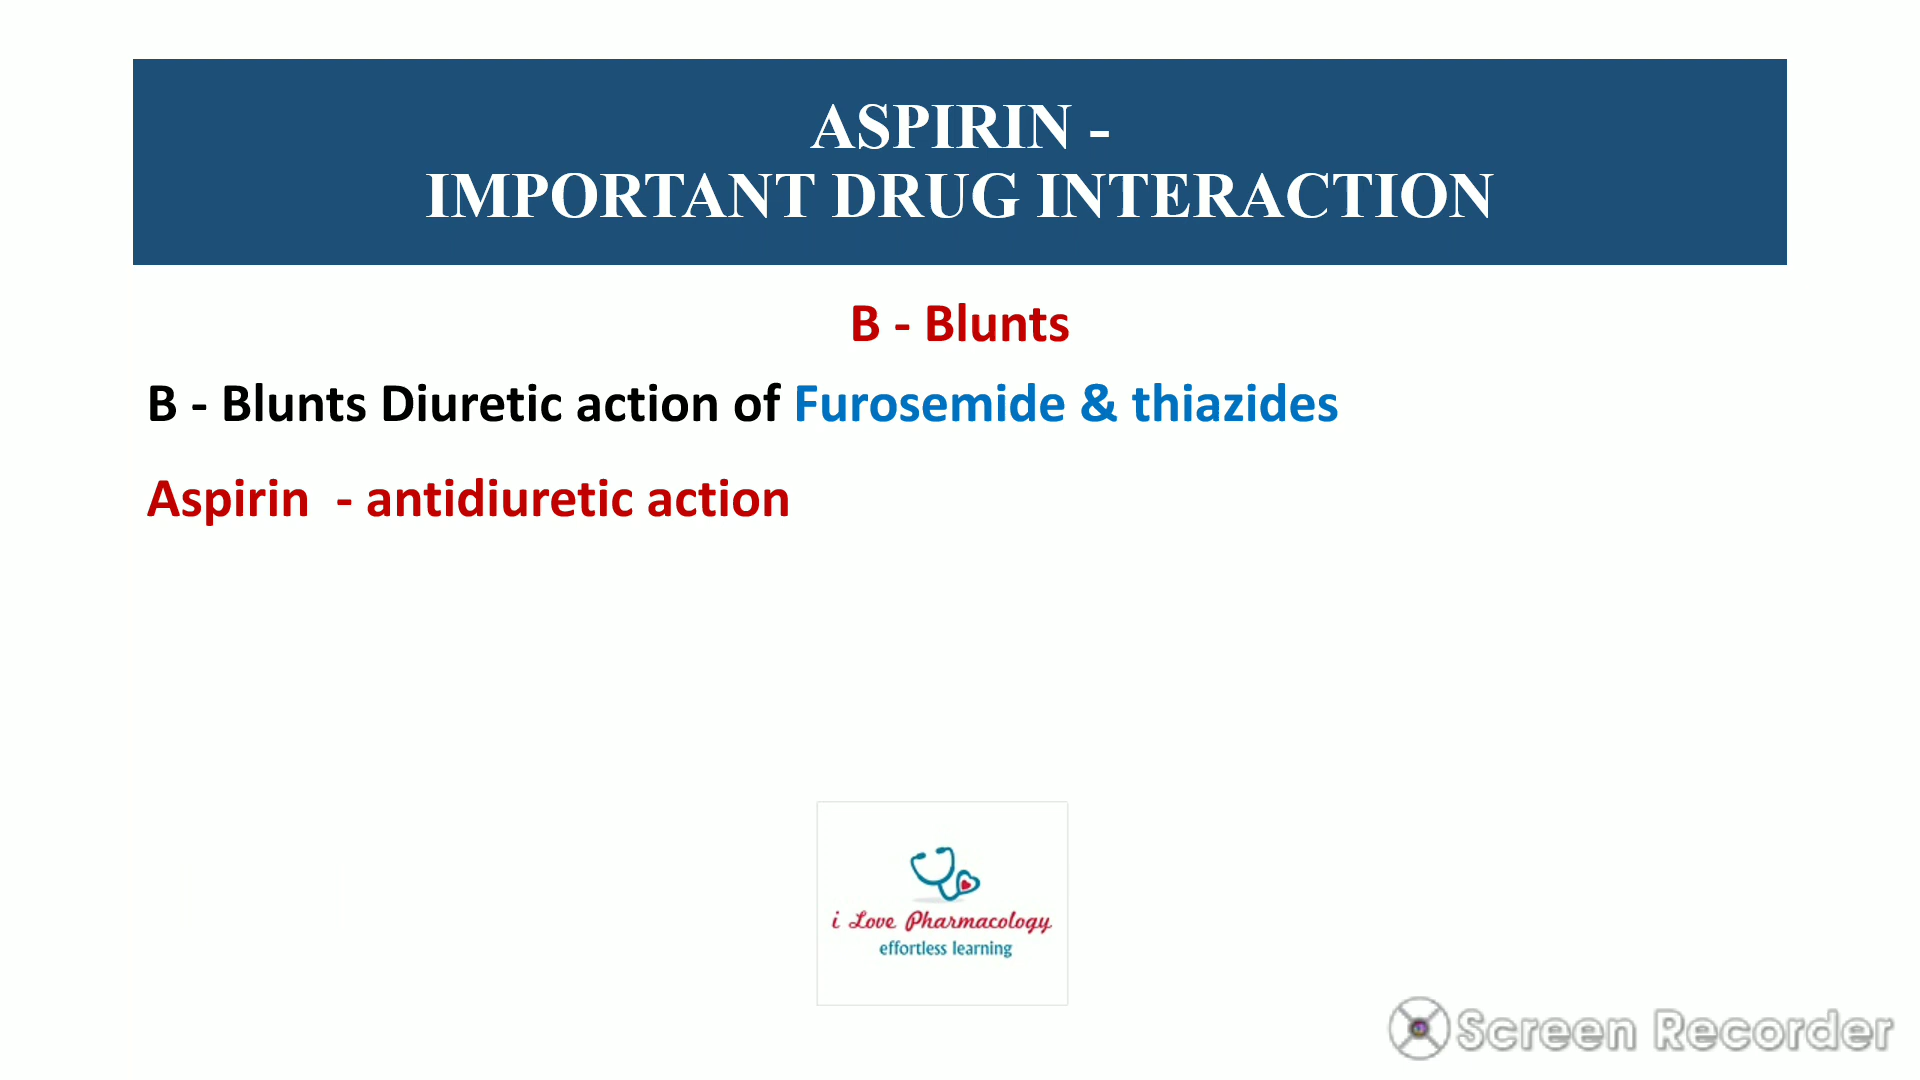 ASPIRIN -
IMPORTANT DRUG INTERACTION
B - Blunts
B - Blunts Diuretic action of Furosemide & thiazides
Aspirin  - antidiuretic action
i Love Pharmacology
effortless learning
Screen Recorder